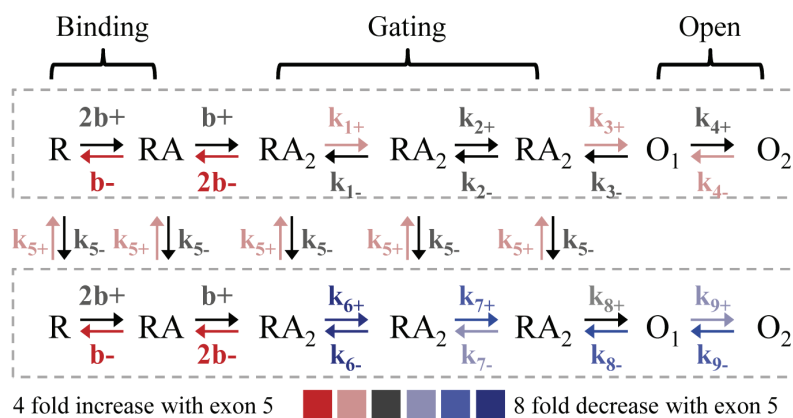 Binding Gating Open
2b+ b+ k1+ k2+ k3+ k4+
R RA RA2 RA2 RA2 O1 O2
b- 2b- k1- k2- k3- k4-
k5+ k5- k5+ k5- k5+ k5- k5+ k5- k5+ k5-
2b+ b+ k6+ k7+ k8+ k9+
R RA RA2 RA2 RA2 O1 O2
b- 2b- k6- k7- k8- k9-
4 fold increase with exon 5 8 fold decrease with exon 5